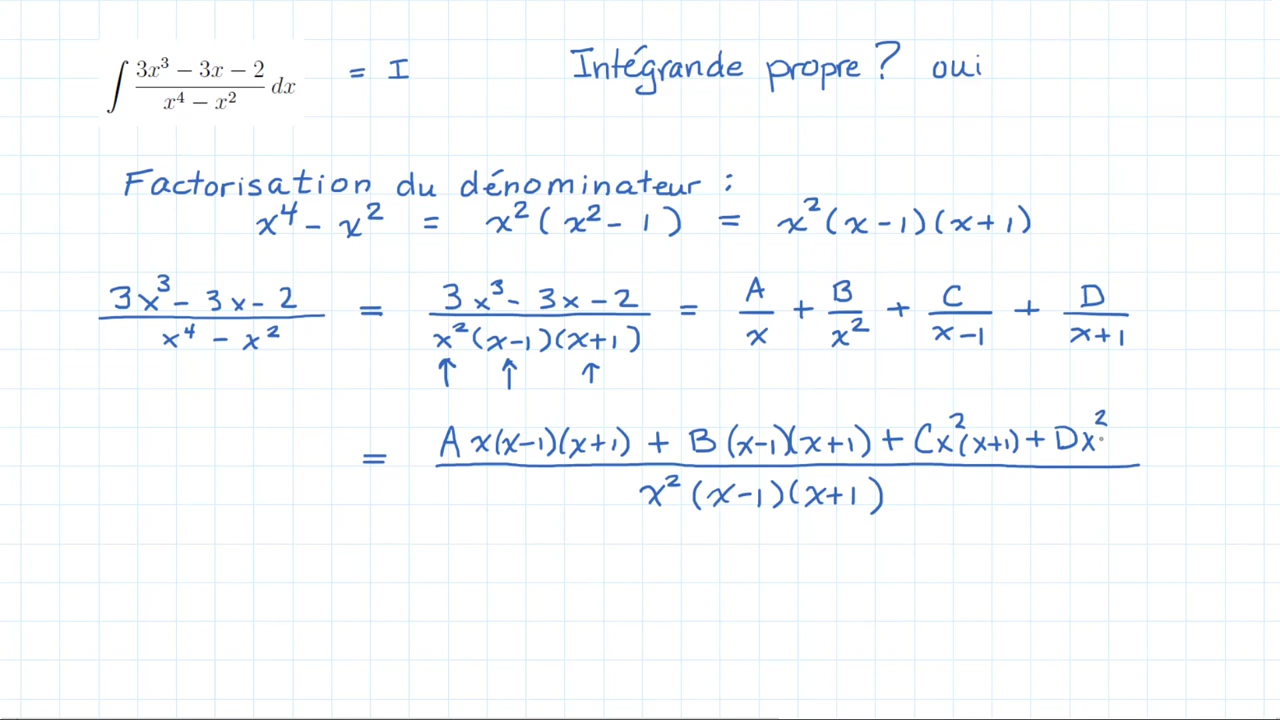 ∫ (3x³ − 3x − 2)/(x⁴ − x²) dx = I Intégrande propre ? oui
Factorisation du dénominateur :
x⁴ − x² = x²(x² − 1) = x²(x−1)(x+1)
(3x³ − 3x − 2)/(x⁴ − x²) = (3x³ − 3x − 2)/(x²(x−1)(x+1)) = A/x + B/x² + C/(x−1) + D/(x+1)
↑ ↑ ↑
= (Ax(x−1)(x+1) + B(x−1)(x+1) + Cx²(x+1) + Dx²)/(x²(x−1)(x+1))